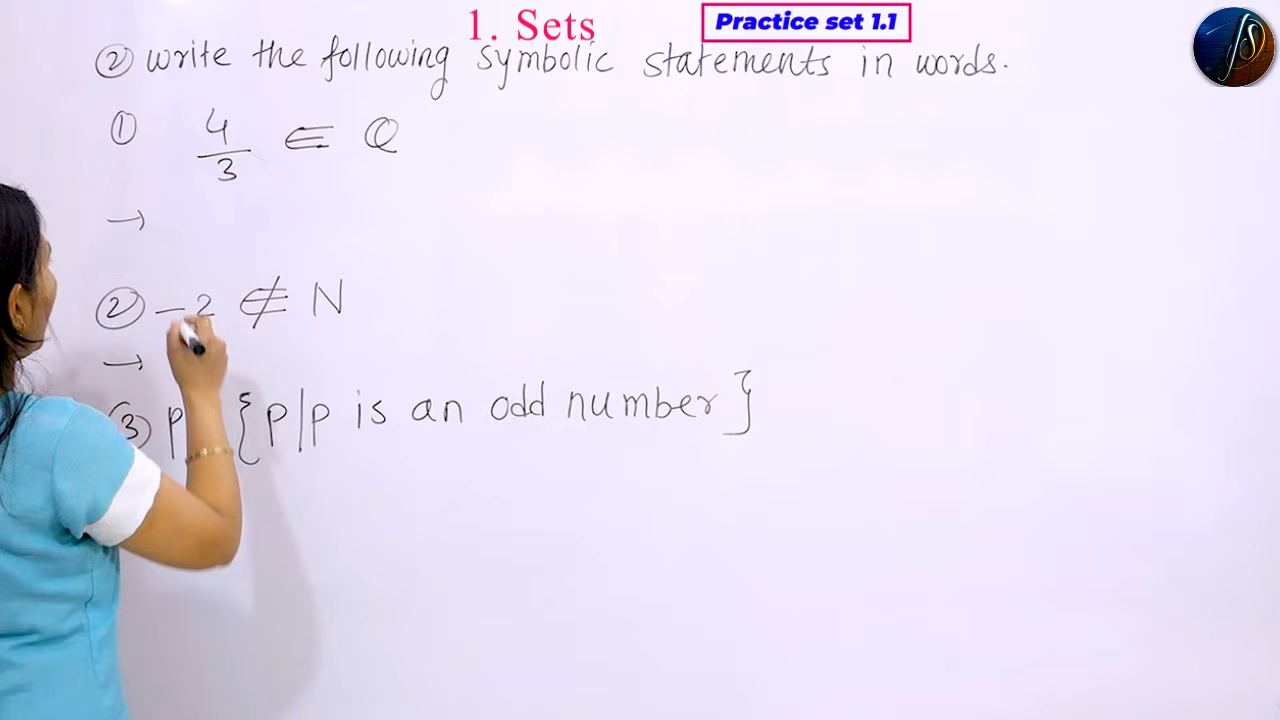 1. Sets
Practice set 1.1
② write the following symbolic statements in words.
① 4/3 ∈ Q
→
② -2 ∉ N
→
③ p {p/p is an odd number}